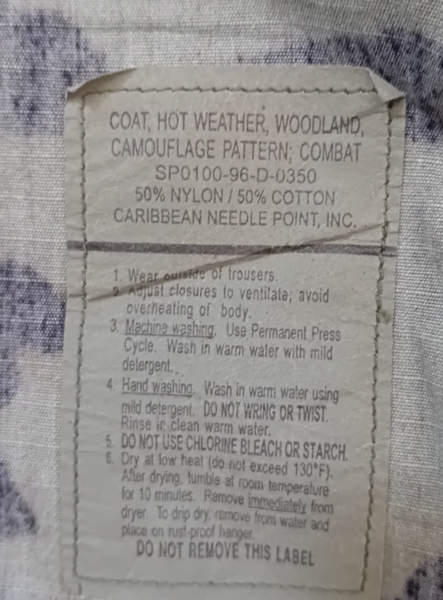 COAT, HOT WEATHER, WOODLAND,
CAMOUFLAGE PATTERN; COMBAT
SP0100-96-D-0350
50% NYLON / 50% COTTON
CARIBBEAN NEEDLE POINT, INC.
1. Wear outside of trousers.
2. Adjust closures to ventilate; avoid
overheating of body.
3. Machine washing. Use Permanent Press
Cycle. Wash in warm water with mild
detergent.
4. Hand washing. Wash in warm water using
mild detergent. DO NOT WRING OR TWIST.
Rinse in clean warm water.
5. DO NOT USE CHLORINE BLEACH OR STARCH.
6. Dry at low heat (do not exceed 130°F).
After drying, tumble at room temperature
for 10 minutes. Remove immediately from
dryer. To drip dry, remove from water and
place on rust-proof hanger.
DO NOT REMOVE THIS LABEL